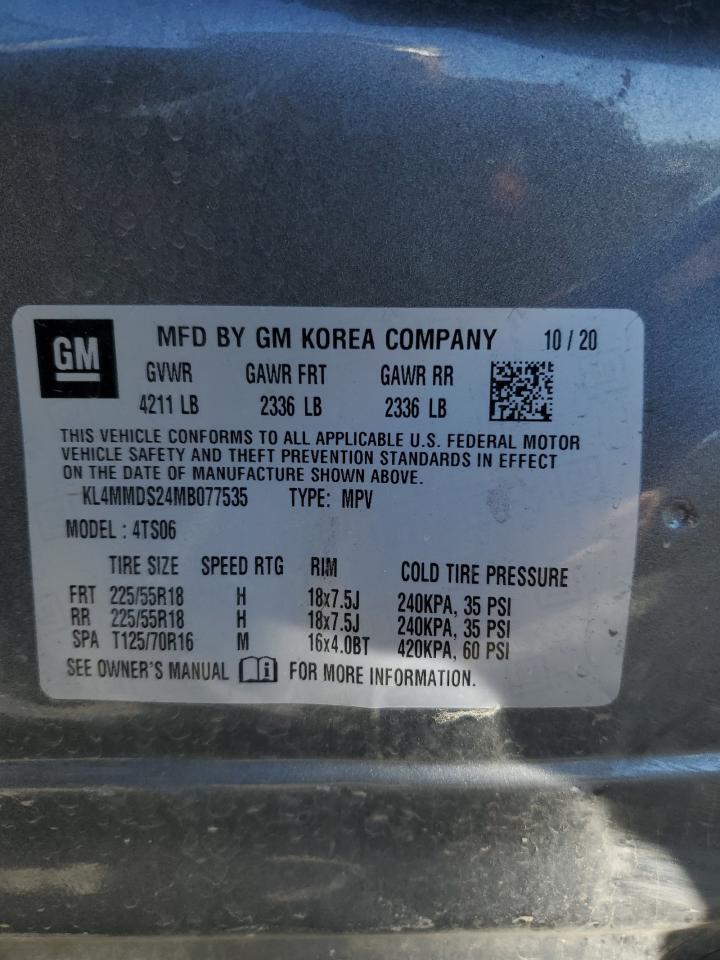 GM
MFD BY GM KOREA COMPANY 10 / 20
GVWR GAWR FRT GAWR RR
4211 LB 2336 LB 2336 LB
THIS VEHICLE CONFORMS TO ALL APPLICABLE U.S. FEDERAL MOTOR
VEHICLE SAFETY AND THEFT PREVENTION STANDARDS IN EFFECT
ON THE DATE OF MANUFACTURE SHOWN ABOVE.
KL4MMDS24MB077535 TYPE: MPV
MODEL : 4TS06
TIRE SIZE SPEED RTG RIM COLD TIRE PRESSURE
FRT 225/55R18 H 18x7.5J 240KPA, 35 PSI
RR 225/55R18 H 18x7.5J 240KPA, 35 PSI
SPA T125/70R16 M 16x4.0BT 420KPA, 60 PSI
SEE OWNER'S MANUAL FOR MORE INFORMATION.